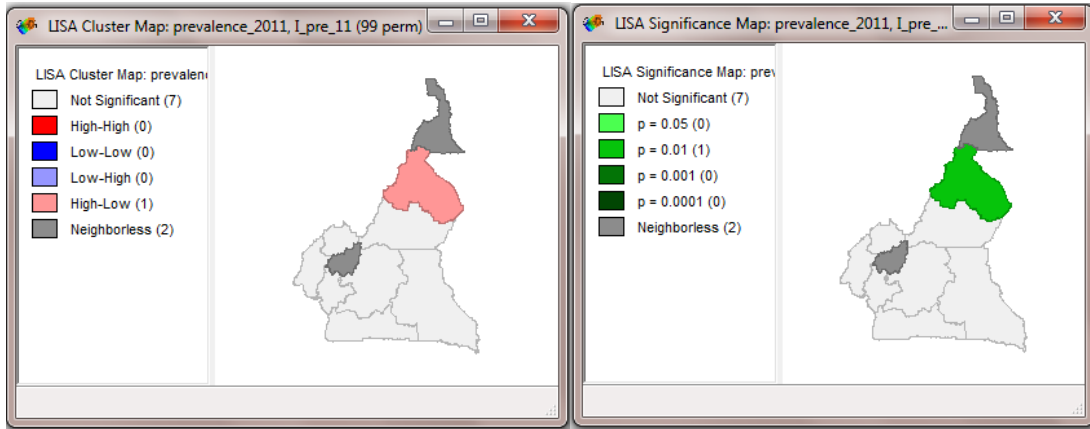 LISA Cluster Map: prevalence_2011, I_pre_11 (99 perm)
LISA Cluster Map: prevalenc
Not Significant (7)
High-High (0)
Low-Low (0)
Low-High (0)
High-Low (1)
Neighborless (2)
LISA Significance Map: prevalence_2011, I_pre_...
LISA Significance Map: prev
Not Significant (7)
p = 0.05 (0)
p = 0.01 (1)
p = 0.001 (0)
p = 0.0001 (0)
Neighborless (2)